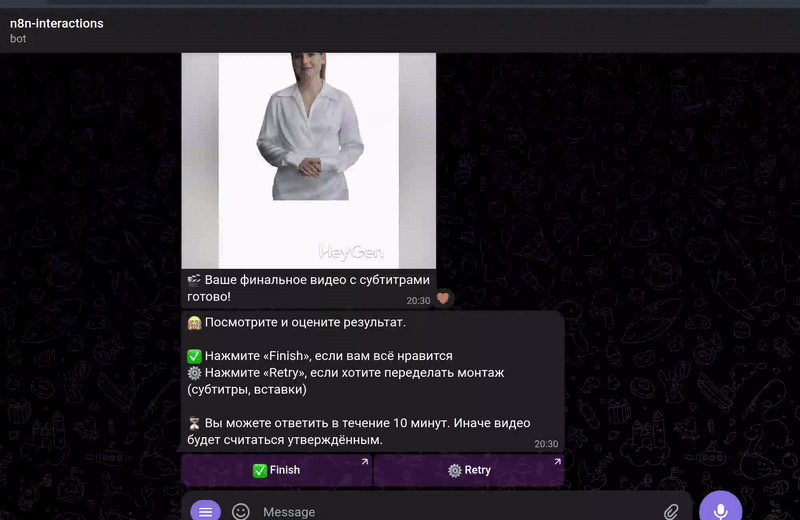 n8n-interactions
bot
HeyGen
🎬 Ваше финальное видео с субтитрами
готово!
20:30
Посмотрите и оцените результат.
✅ Нажмите «Finish», если вам всё нравится
⚙️ Нажмите «Retry», если хотите переделать монтаж
(субтитры, вставки)
⏳ Вы можете ответить в течение 10 минут. Иначе видео
будет считаться утверждённым.
20:30
✅ Finish
⚙️ Retry
Message